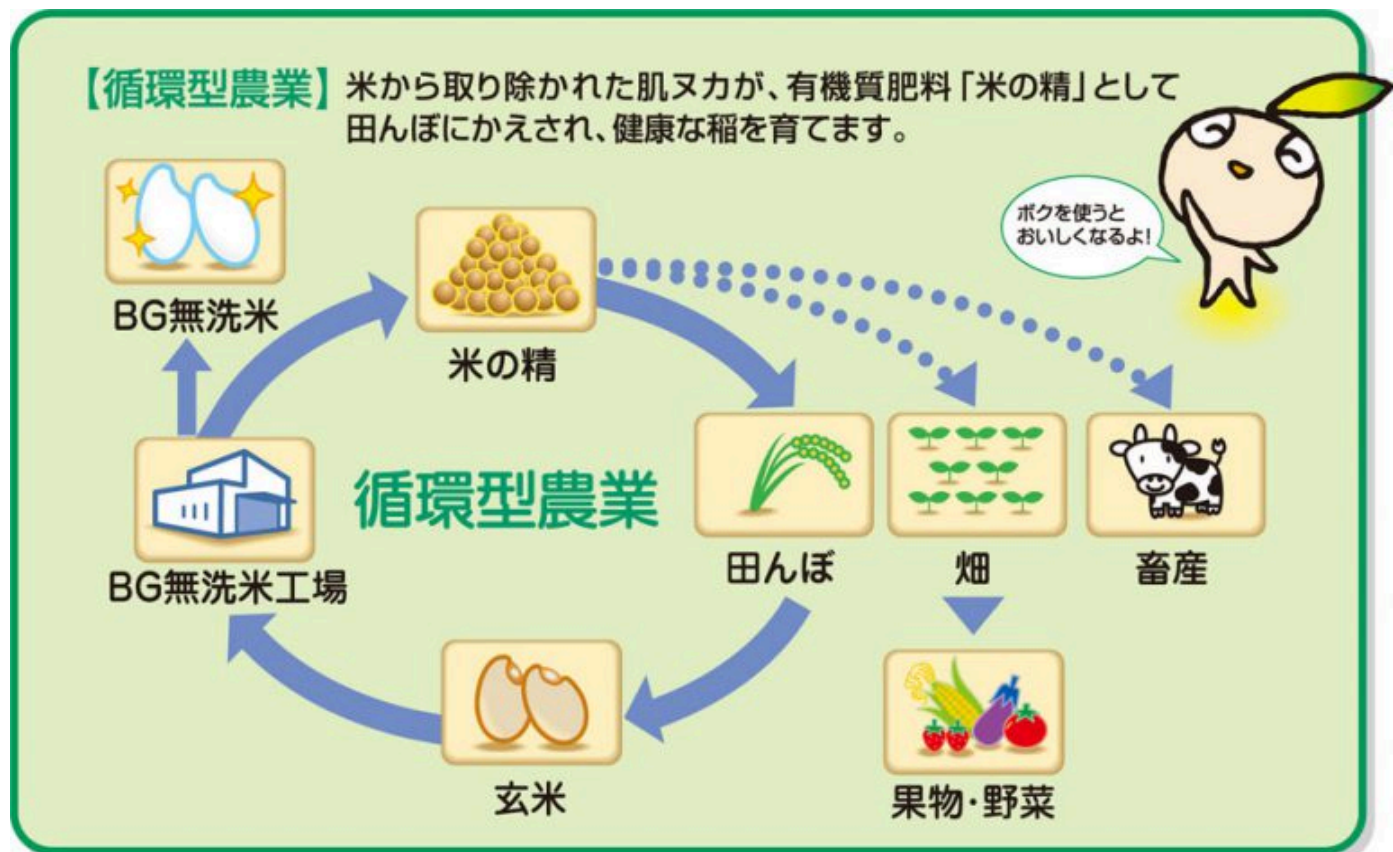 【循環型農業】米から取り除かれた肌ヌカが、有機質肥料「米の精」として
田んぼにかえされ、健康な稲を育てます。
ボクを使うと
おいしくなるよ!
BG無洗米
米の精
BG無洗米工場
循環型農業
田んぼ
畑
畜産
玄米
果物・野菜